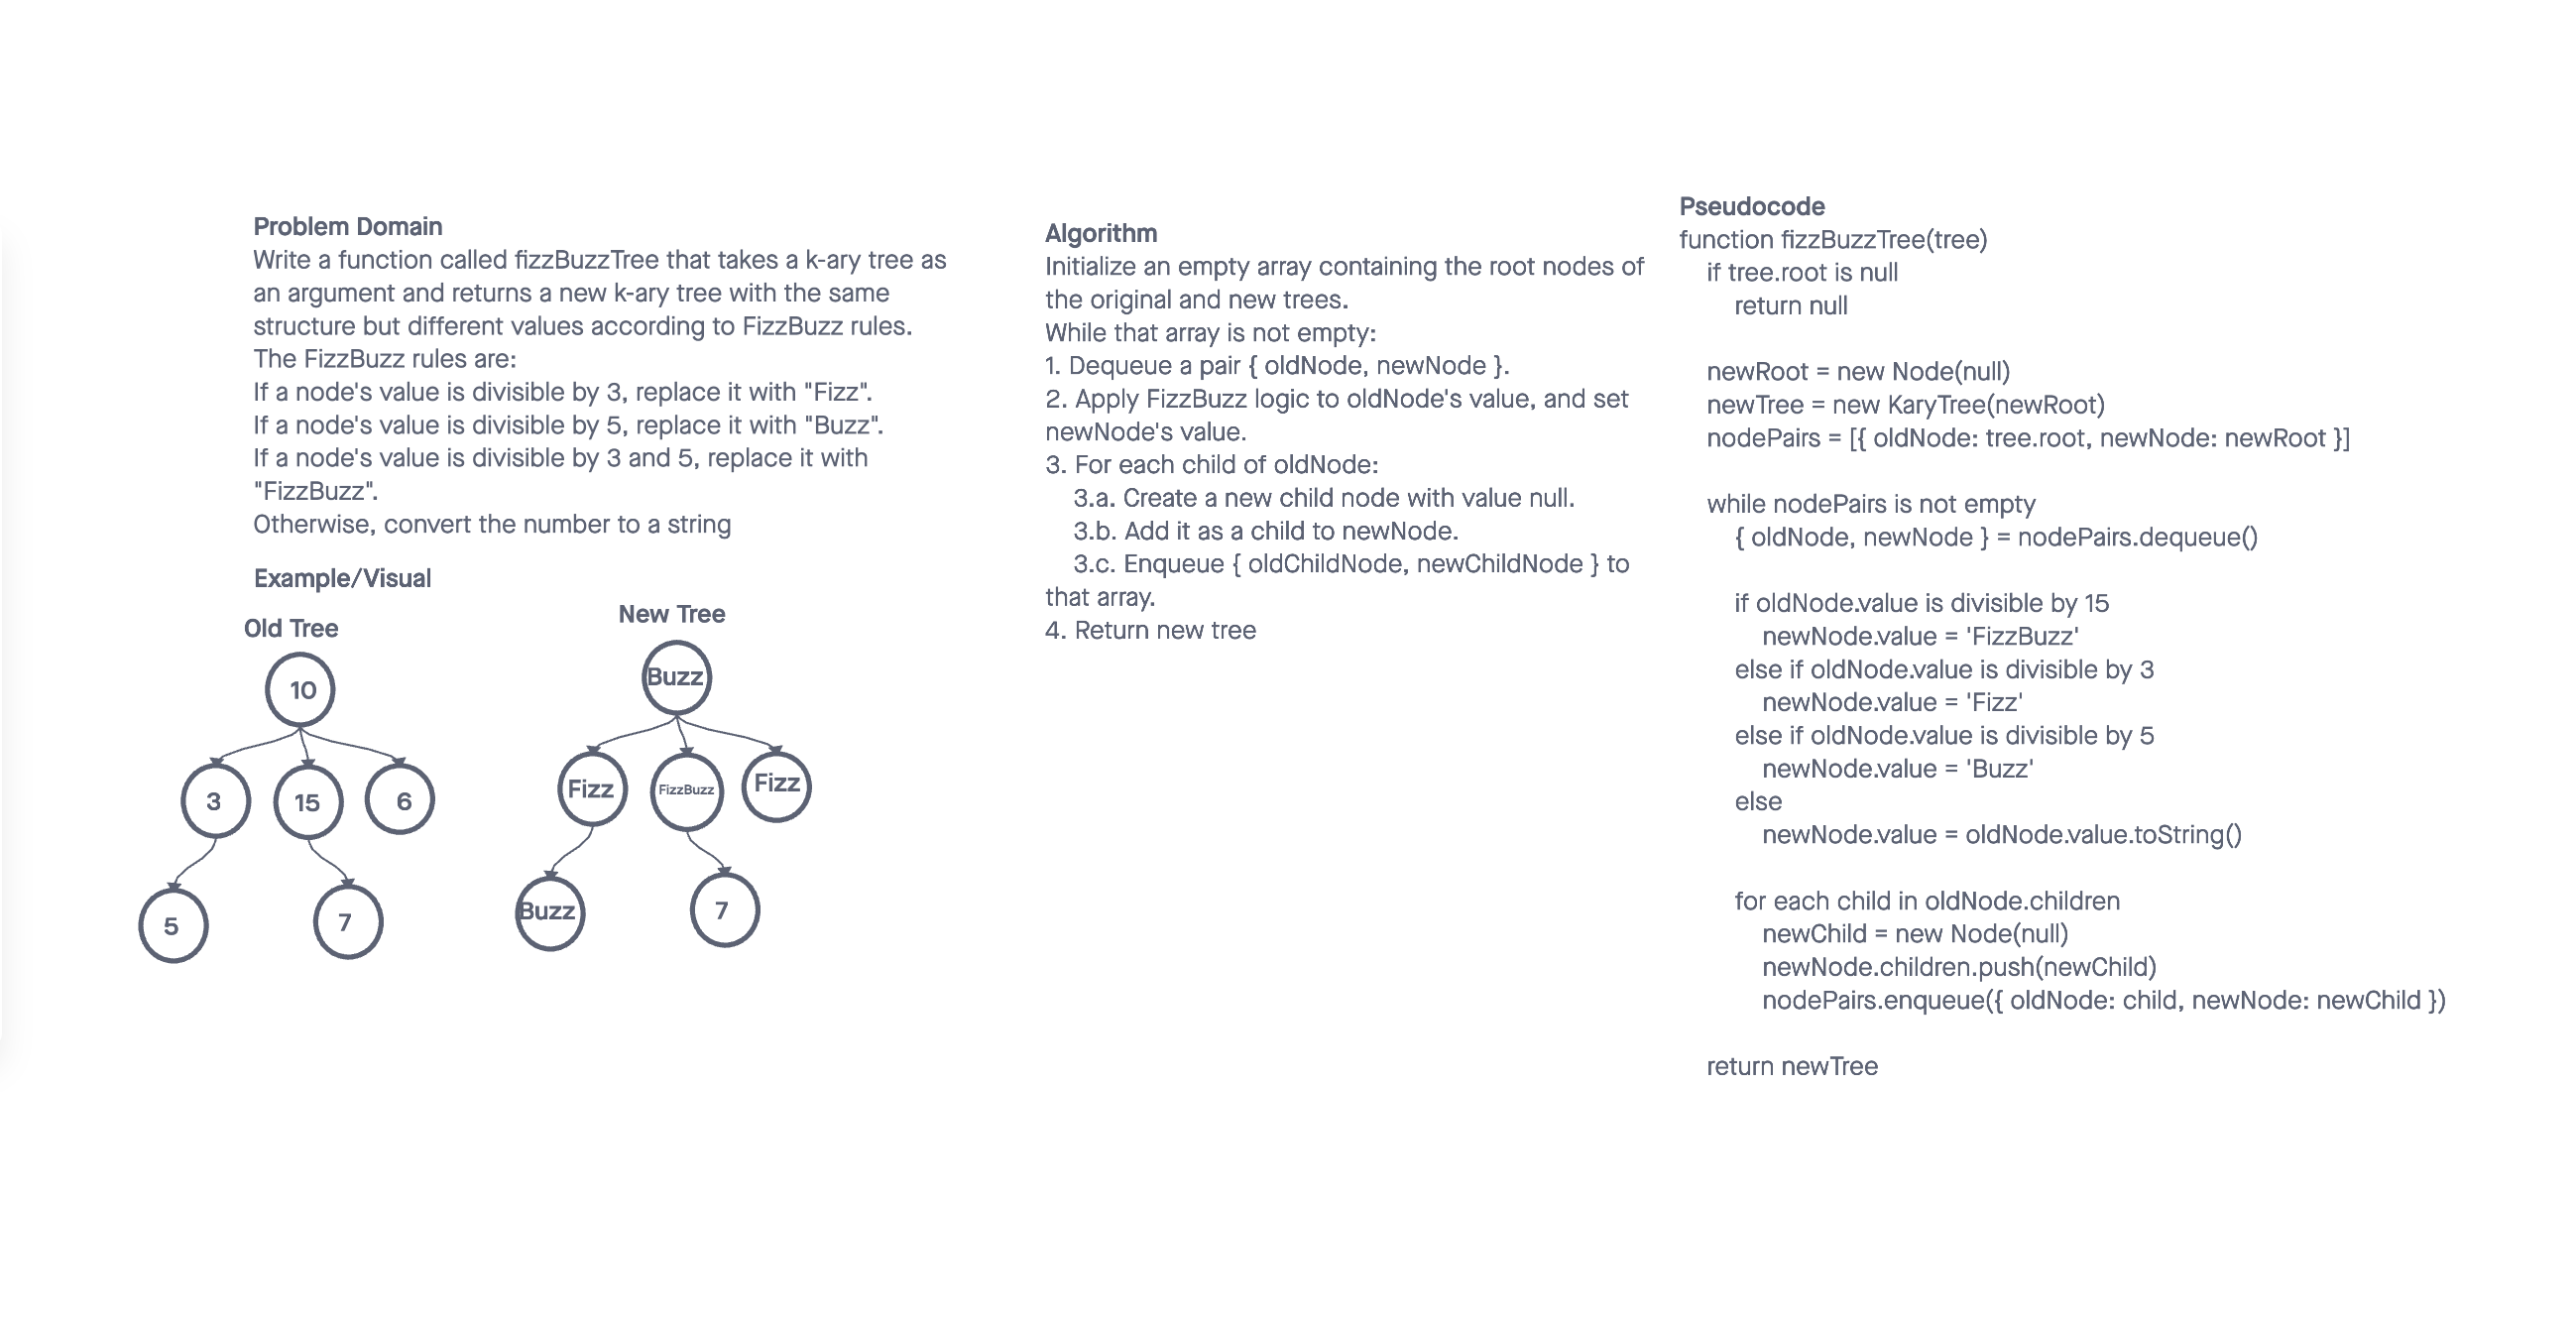 Problem Domain
Write a function called fizzBuzzTree that takes a k-ary tree as
an argument and returns a new k-ary tree with the same
structure but different values according to FizzBuzz rules.
The FizzBuzz rules are:
If a node's value is divisible by 3, replace it with "Fizz".
If a node's value is divisible by 5, replace it with "Buzz".
If a node's value is divisible by 3 and 5, replace it with
"FizzBuzz".
Otherwise, convert the number to a string
Example/Visual
Old Tree
10
3 15 6
5 7
New Tree
Buzz
Fizz FizzBuzz Fizz
Buzz 7
Algorithm
Initialize an empty array containing the root nodes of
the original and new trees.
While that array is not empty:
1. Dequeue a pair { oldNode, newNode }.
2. Apply FizzBuzz logic to oldNode's value, and set
newNode's value.
3. For each child of oldNode:
3.a. Create a new child node with value null.
3.b. Add it as a child to newNode.
3.c. Enqueue { oldChildNode, newChildNode } to
that array.
4. Return new tree
Pseudocode
function fizzBuzzTree(tree)
if tree.root is null
return null
newRoot = new Node(null)
newTree = new KaryTree(newRoot)
nodePairs = [{ oldNode: tree.root, newNode: newRoot }]
while nodePairs is not empty
{ oldNode, newNode } = nodePairs.dequeue()
if oldNode.value is divisible by 15
newNode.value = 'FizzBuzz'
else if oldNode.value is divisible by 3
newNode.value = 'Fizz'
else if oldNode.value is divisible by 5
newNode.value = 'Buzz'
else
newNode.value = oldNode.value.toString()
for each child in oldNode.children
newChild = new Node(null)
newNode.children.push(newChild)
nodePairs.enqueue({ oldNode: child, newNode: newChild })
return newTree